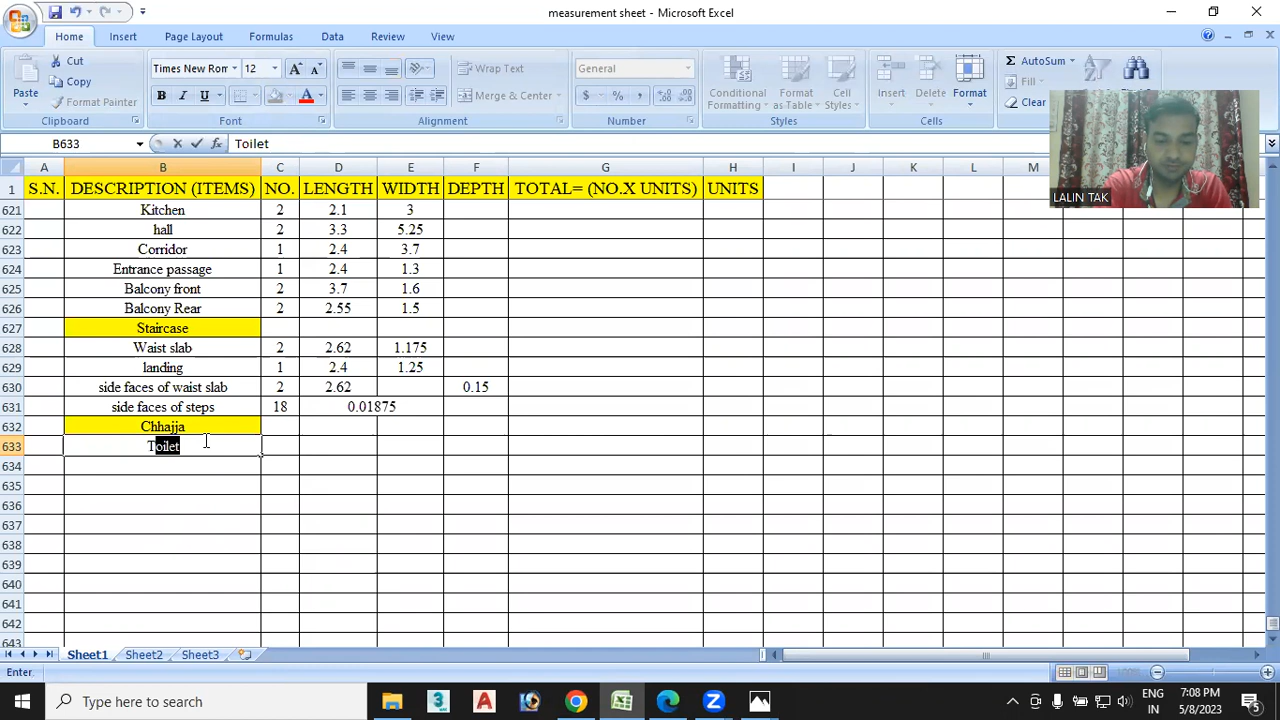 measurement sheet - Microsoft Excel
Home Insert Page Layout Formulas Data Review View
Cut
Copy
Format Painter
Paste
Clipboard
Times New Ron 12
A A
B I U A
Font
Wrap Text
Merge & Center
Alignment
General
$ % ,
Number
Conditional Formatting
Format as Table
Cell Styles
Styles
Insert Delete Format
Cells
Σ AutoSum
Fill
Clear
B633 fx Toilet
A B C D E F G H I J K L M
1 S.N. DESCRIPTION (ITEMS) NO. LENGTH WIDTH DEPTH TOTAL= (NO.X UNITS) UNITS
621 Kitchen 2 2.1 3
622 hall 2 3.3 5.25
623 Corridor 1 2.4 3.7
624 Entrance passage 1 2.4 1.3
625 Balcony front 2 3.7 1.6
626 Balcony Rear 2 2.55 1.5
627 Staircase
628 Waist slab 2 2.62 1.175
629 landing 1 2.4 1.25
630 side faces of waist slab 2 2.62 0.15
631 side faces of steps 18 0.01875
632 Chhajja
633 Toilet
634
635
636
637
638
639
640
641
642
643
LALIN TAK
Sheet1 Sheet2 Sheet3
Enter
Type here to search
3
A
ENG
IN
7:08 PM
5/8/2023
5